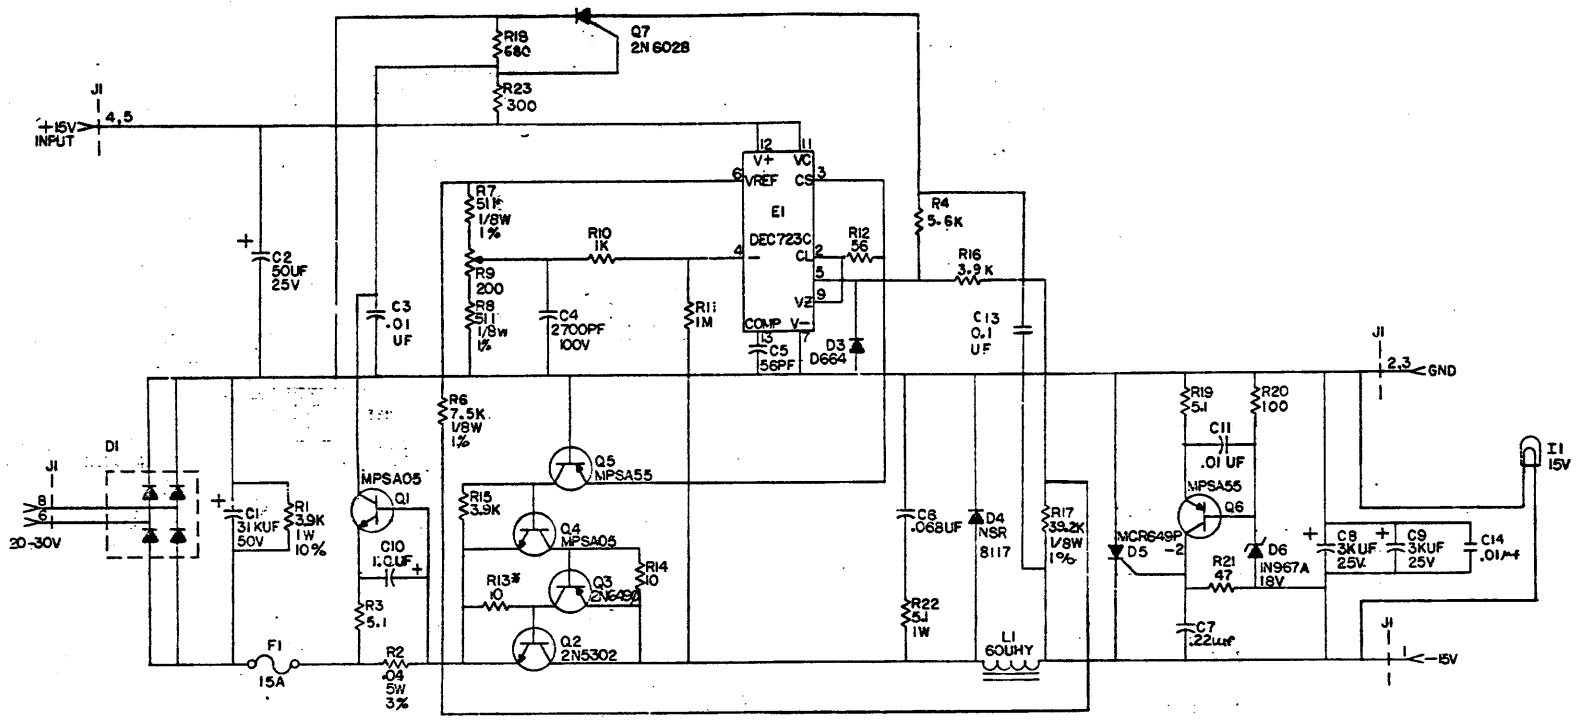 R18
680
Q7
2N6028
J1
4,5
+15V
INPUT
R23
300
12
11
V+
VC
6
VREF
CS
3
E1
DEC723C
4
–
CL
2
5
VZ
9
COMP
V–
13
7
R7
511
1/8W
1%
R9
200
R8
511
1/8W
1%
R10
1K
R12
56
R4
5.6K
R16
3.9K
+
C2
50UF
25V
C3
.01
UF
C4
2700PF
100V
R11
1M
C5
56PF
D3
D664
C13
0.1
UF
J1
2,3
GND
R6
7.5K
1/8W
1%
R19
5.1
R20
100
C11
.01UF
I1
15V
D1
J1
8
6
20-30V
+
C1
31KUF
50V
R1
3.9K
1W
10%
MPSA05
Q1
C10
1.0UF
+
R3
5.1
R15
3.9K
Q5
MPSA55
Q4
MPSA05
R14
10
R13*
10
Q3
2N6490
Q2
2N5302
C6
.068UF
R22
5.1
1W
D4
NSR
8117
R17
39.2K
1/8W
1%
MPSA55
Q6
MCR649P
-2
D5
R21
47
D6
1N967A
18V
+
C8
3KUF
25V
+
C9
3KUF
25V
C14
.01µf
C7
.22uuf
F1
15A
R2
.04
5W
3%
L1
60UHY
J1
1
-15V